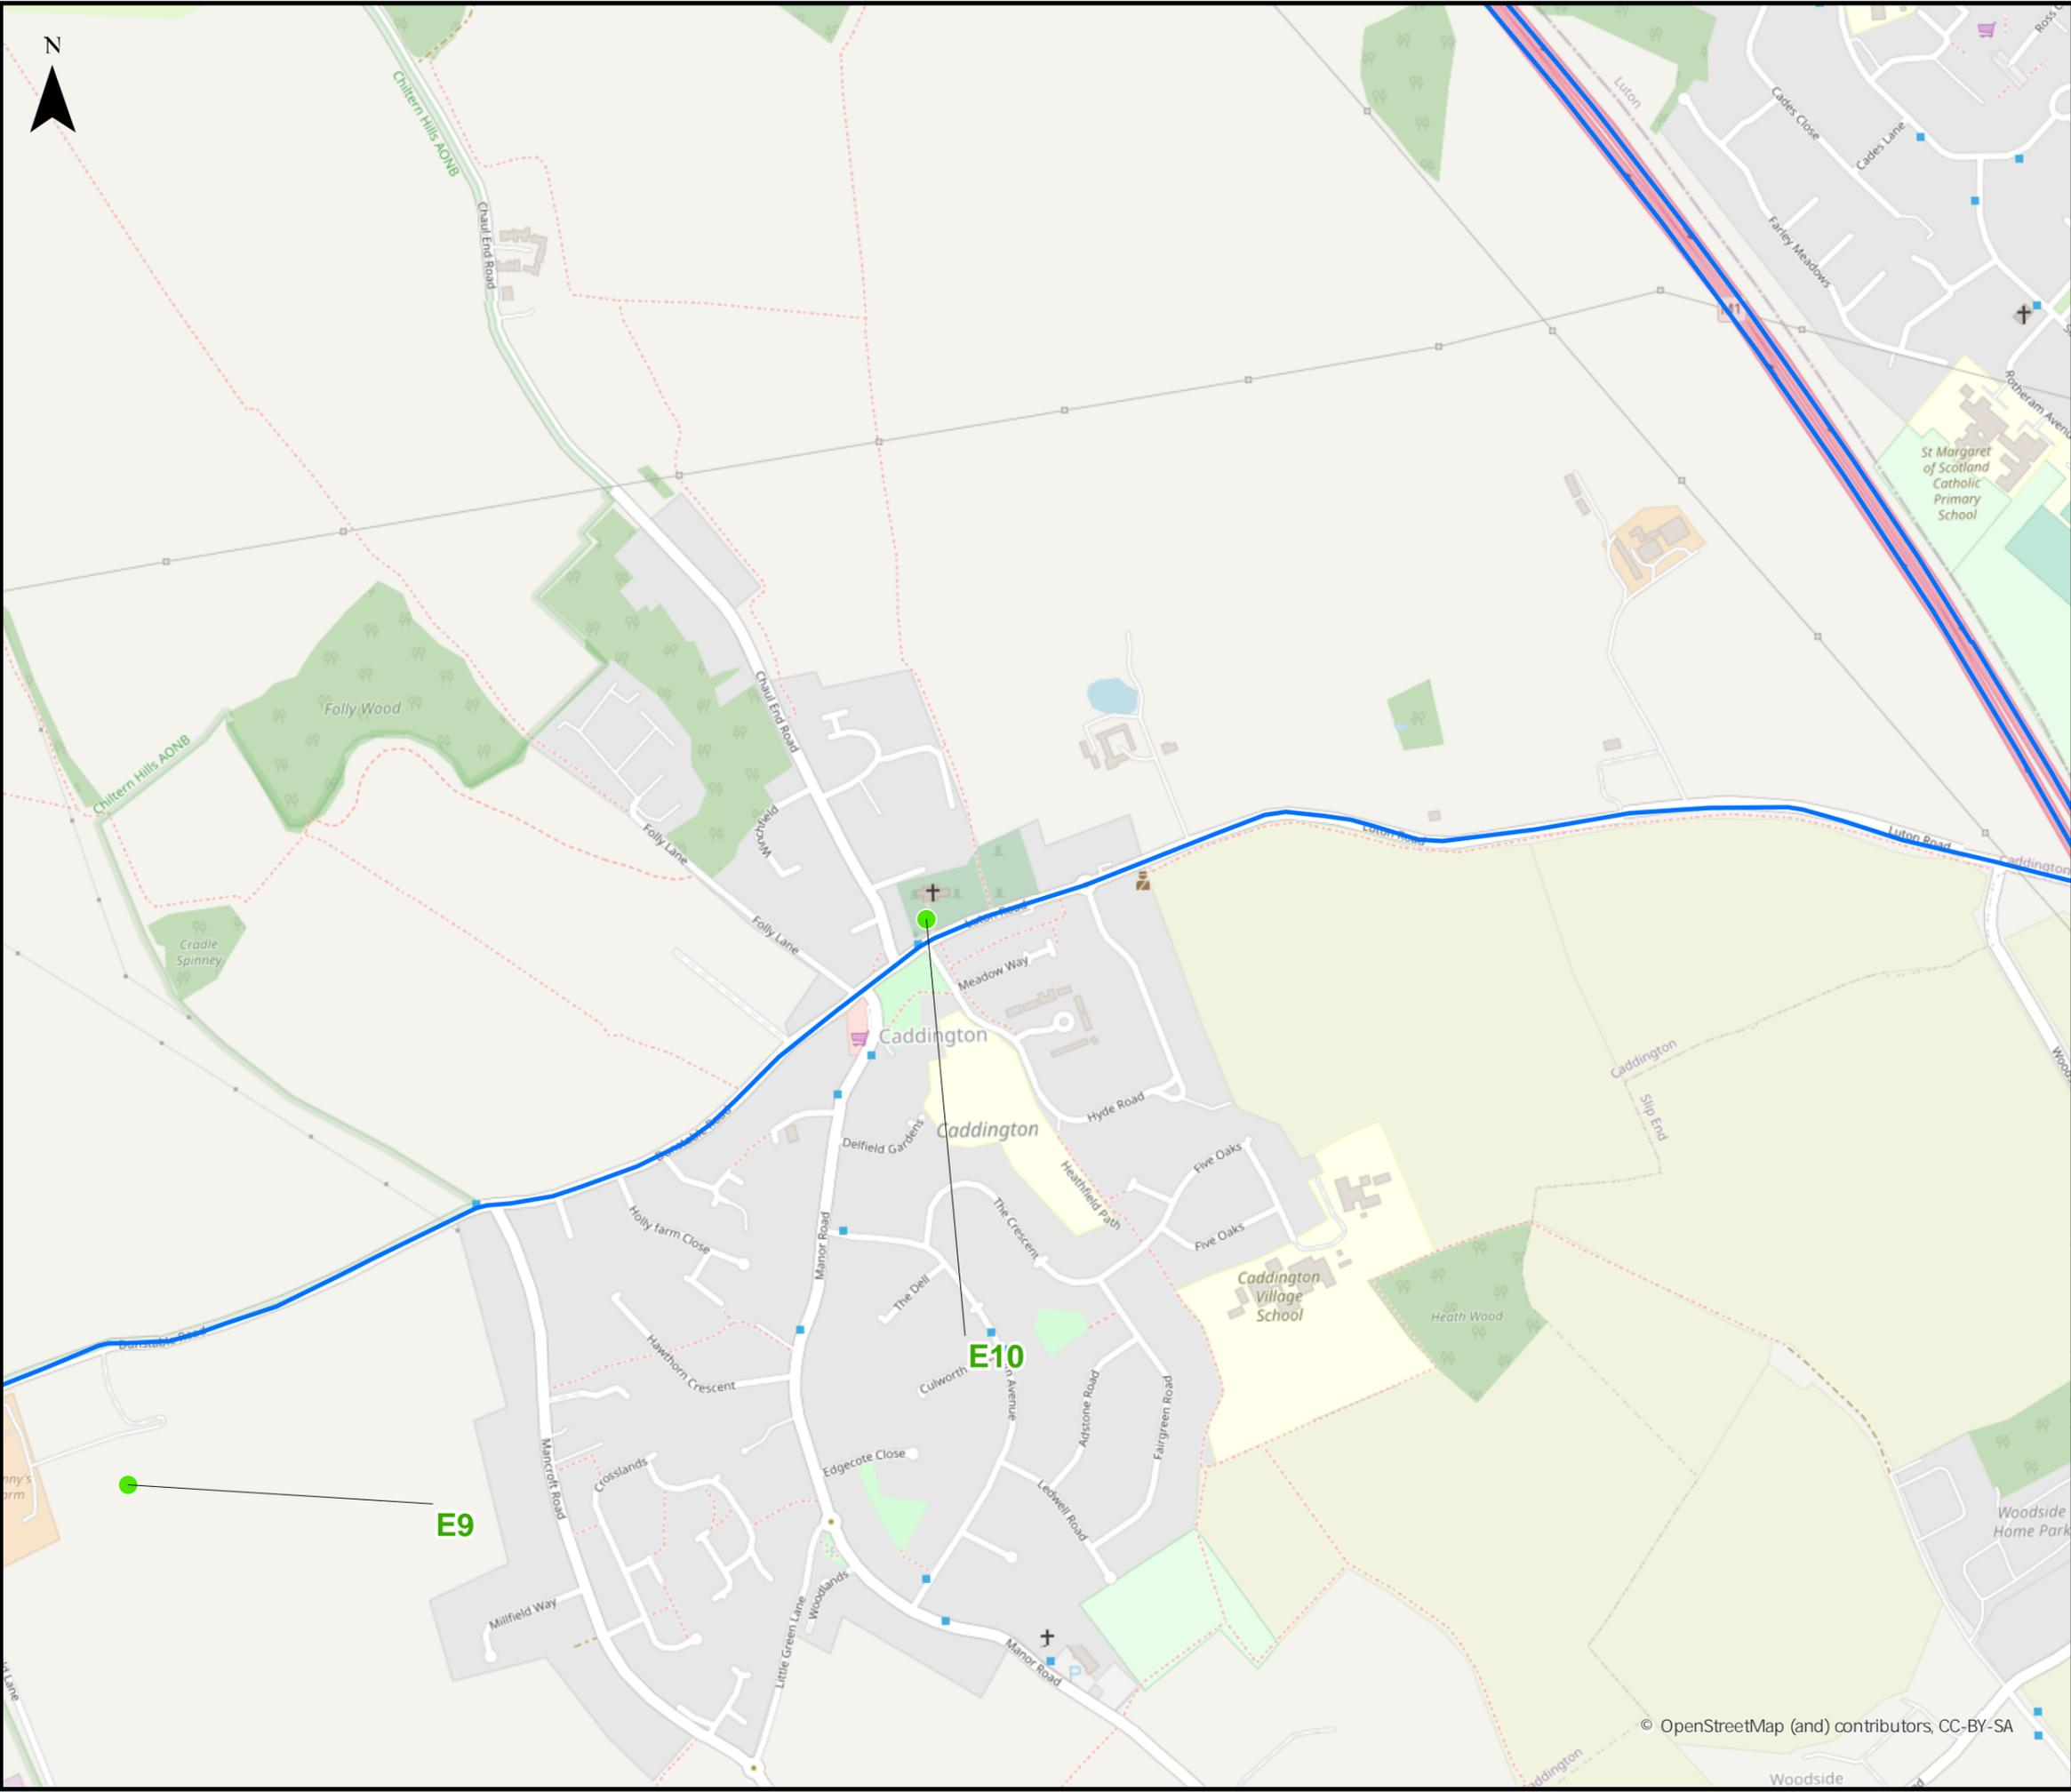 N
Chiltern Hills AONB
Luton
Cades Close
Cades Lane
Farley Meadows
Chaul End Road
M1
St Margaret
of Scotland
Catholic
Primary
School
Folly Wood
Chaul End Road
Chiltern Hills AONB
Folly Lane
Winchfield
Luton Road
Luton Road
Caddington
Cradle
Spinney
Folly Lane
Luton Road
Meadow Way
Caddington
Caddington
Slip End
Hyde Road
Delfield Gardens
Caddington
Dunstable Road
Heathfield Path
Five Oaks
Holly farm Close
Manor Road
The Crescent
Five Oaks
The Dell
Caddington
Village
School
Heath Wood
Dunstable Road
Hawthorn Crescent
E10
Culworth
Avenue
Adstone Road
Fairgreen Road
Mancroft Road
Crosslands
Edgecote Close
Ledwell Road
E9
Woodside
Home Park
Woodlands
Millfield Way
Little Green Lane
Manor Road
P
© OpenStreetMap (and) contributors, CC-BY-SA
Woodside